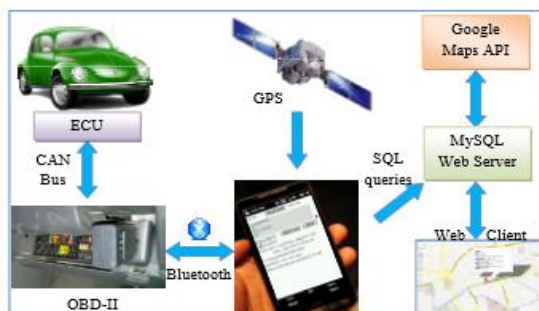 ECU
CAN
Bus
OBD-II
Bluetooth
GPS
SQL
queries
Google
Maps API
MySQL
Web Server
Web Client